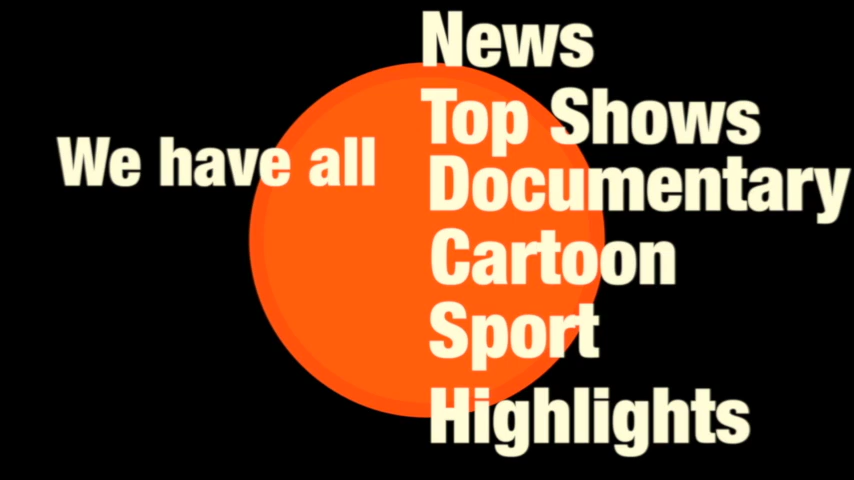 We have all
News
Top Shows
Documentary
Cartoon
Sport
Highlights